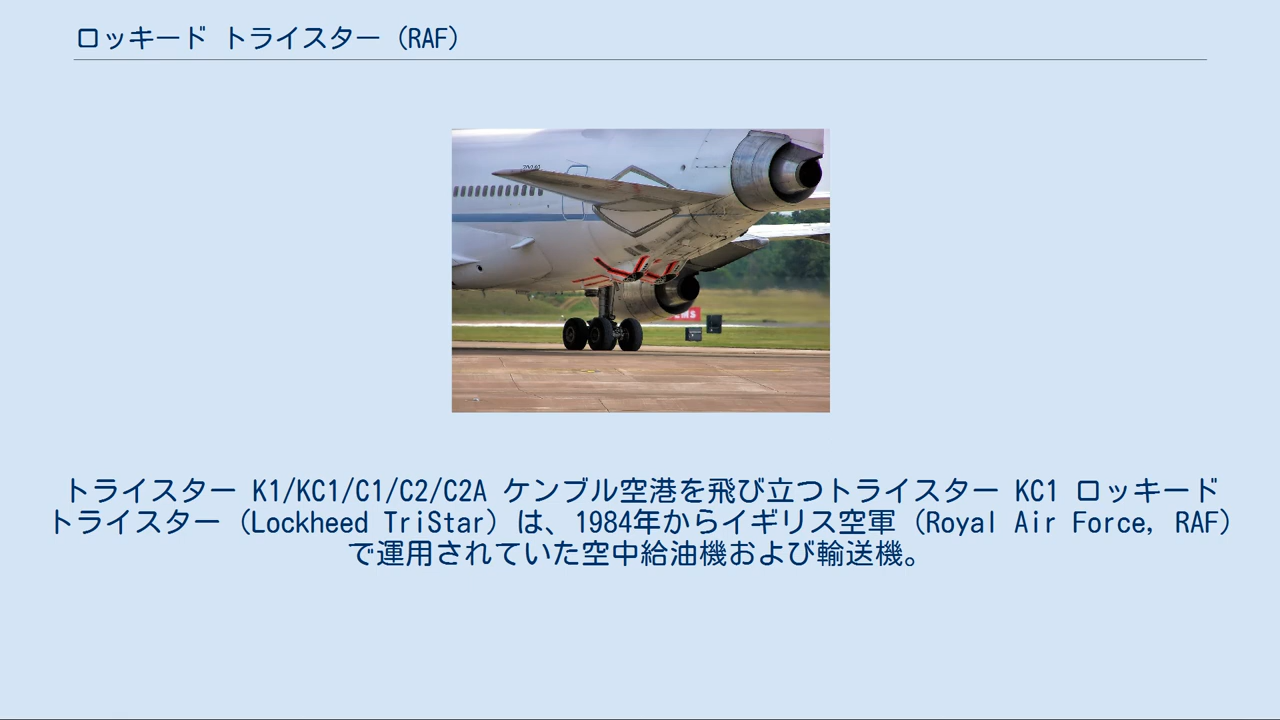 ロッキード トライスター (RAF)
トライスター K1/KC1/C1/C2/C2A ケンブル空港を飛び立つトライスター KC1 ロッキード
トライスター (Lockheed TriStar) は、1984年からイギリス空軍 (Royal Air Force, RAF)
で運用されていた空中給油機および輸送機。